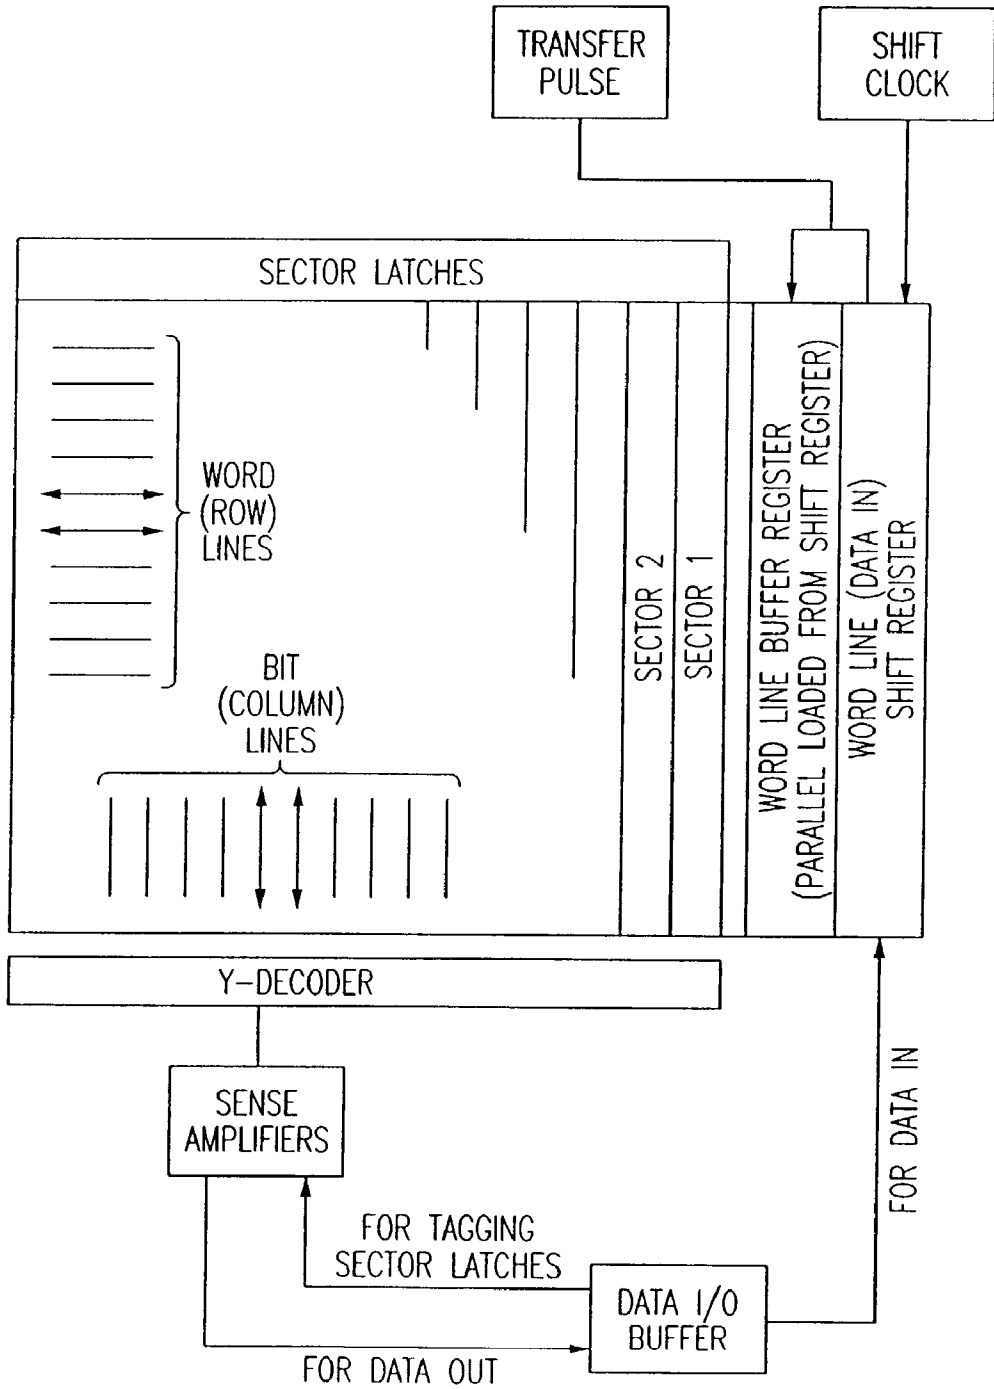 TRANSFER
PULSE
SHIFT
CLOCK
SECTOR LATCHES
WORD
(ROW)
LINES
BIT
(COLUMN)
LINES
SECTOR 2
SECTOR 1
WORD LINE BUFFER REGISTER
(PARALLEL LOADED FROM SHIFT REGISTER)
WORD LINE (DATA IN)
SHIFT REGISTER
Y-DECODER
SENSE
AMPLIFIERS
FOR DATA IN
FOR TAGGING
SECTOR LATCHES
DATA I/O
BUFFER
FOR DATA OUT